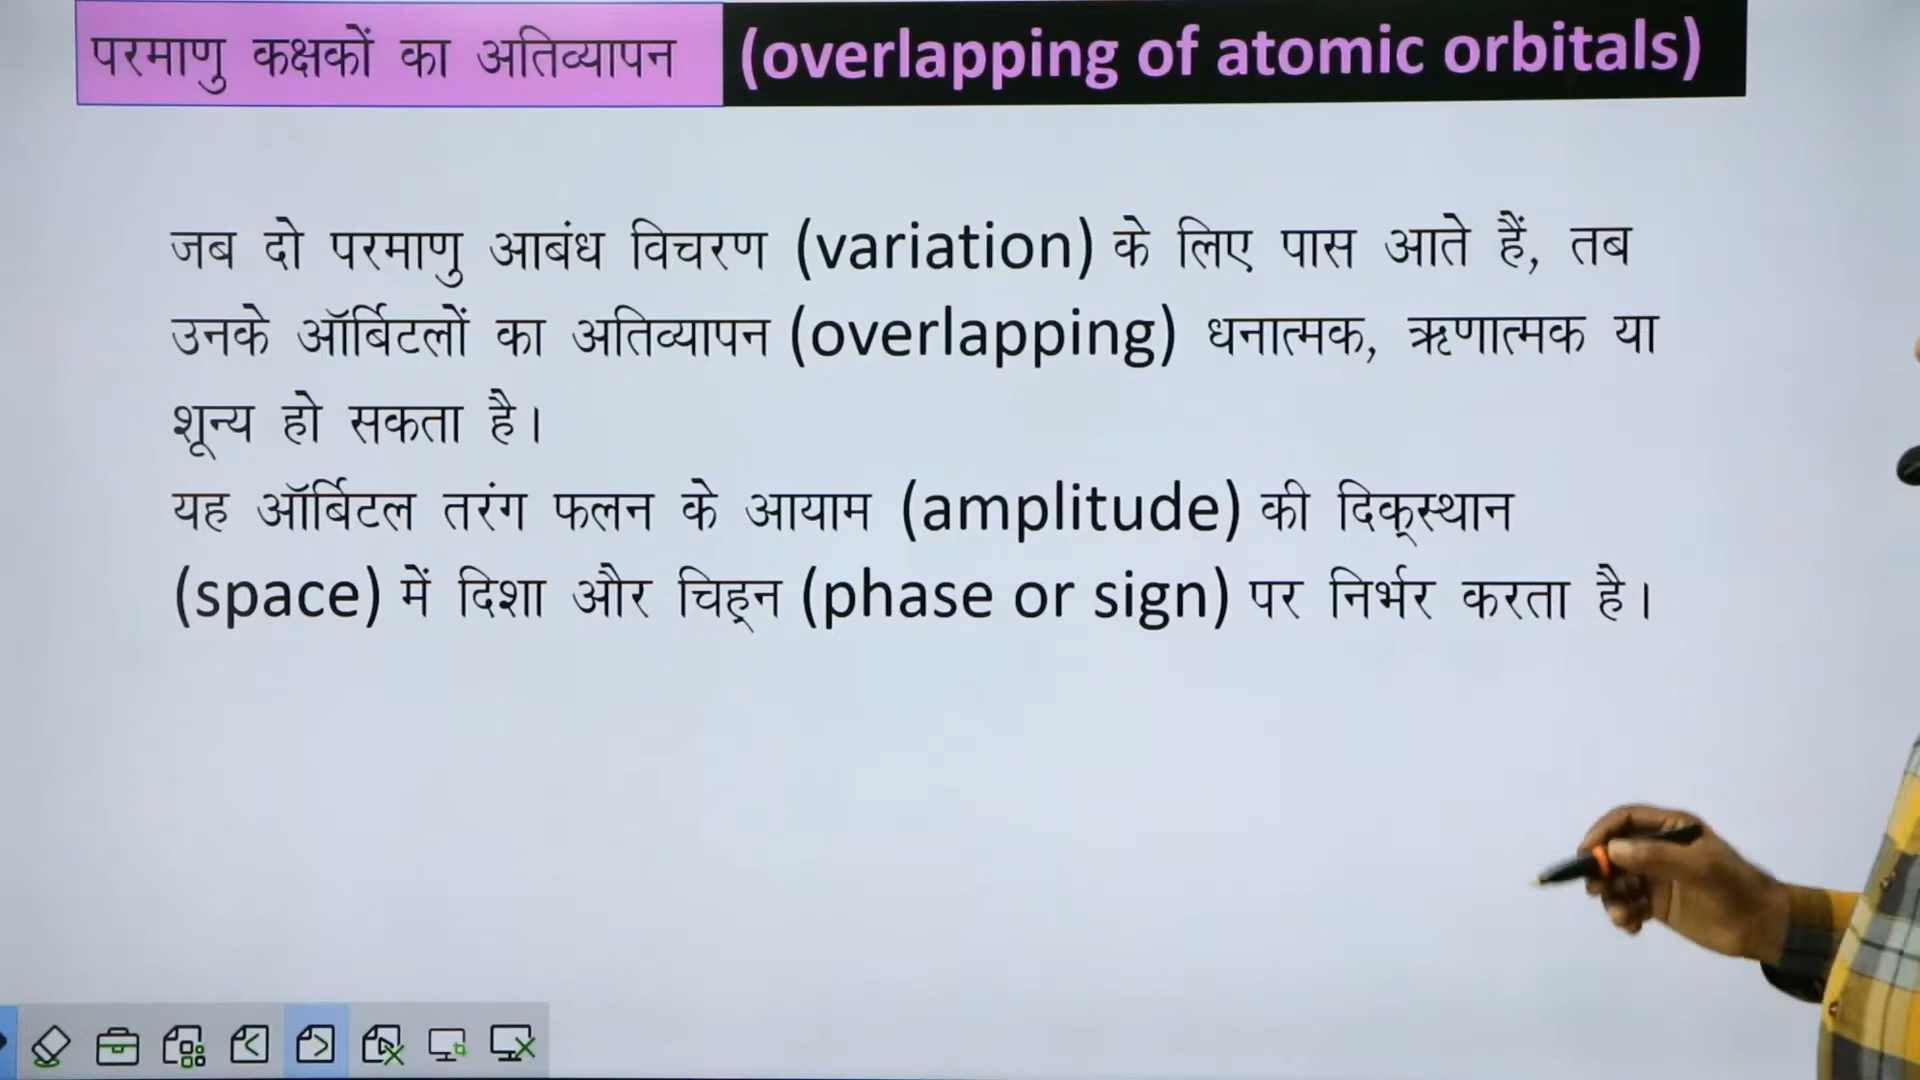 परमाणु कक्षकों का अतिव्यापन (overlapping of atomic orbitals)
जब दो परमाणु आबंध विचरण (variation) के लिए पास आते हैं, तब
उनके ऑर्बिटलों का अतिव्यापन (overlapping) धनात्मक, ऋणात्मक या
शून्य हो सकता है।
यह ऑर्बिटल तरंग फलन के आयाम (amplitude) की दिक्स्थान
(space) में दिशा और चिह्न (phase or sign) पर निर्भर करता है।